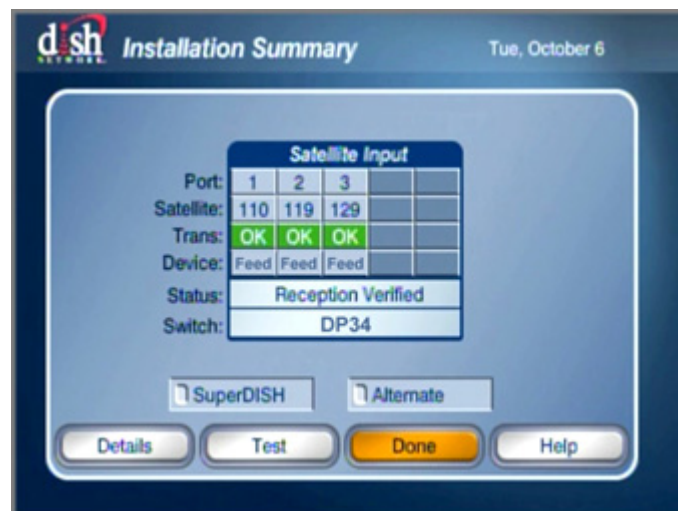 dish NETWORK. Installation Summary Tue, October 6
Satellite Input
Port: 1 2 3
Satellite: 110 119 129
Trans: OK OK OK
Device: Feed Feed Feed
Status: Reception Verified
Switch: DP34
SuperDISH Alternate
Details Test Done Help